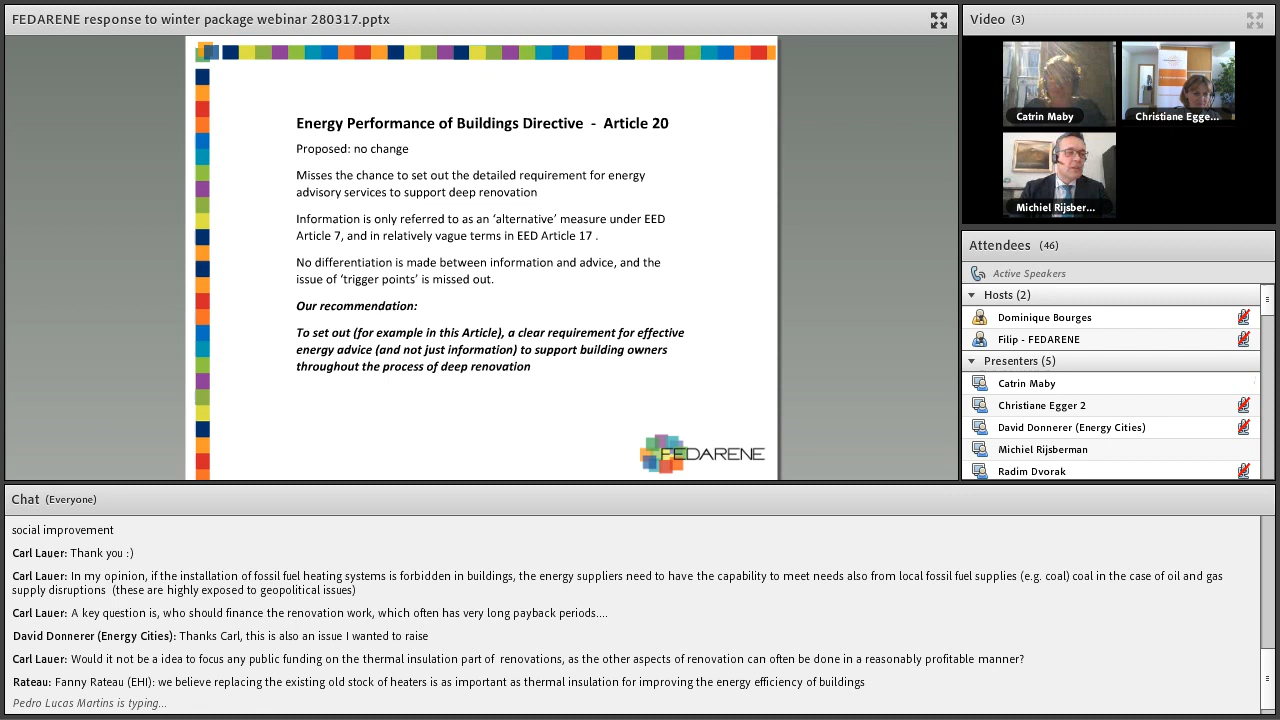 FEDARENE response to winter package webinar 280317.pptx
Energy Performance of Buildings Directive - Article 20
Proposed: no change
Misses the chance to set out the detailed requirement for energy
advisory services to support deep renovation
Information is only referred to as an ‘alternative’ measure under EED
Article 7, and in relatively vague terms in EED Article 17 .
No differentiation is made between information and advice, and the
issue of ‘trigger points’ is missed out.
Our recommendation:
To set out (for example in this Article), a clear requirement for effective
energy advice (and not just information) to support building owners
throughout the process of deep renovation
FEDARENE
Video (3)
Catrin Maby
Christiane Egge...
Michiel Rijsber...
Attendees (46)
Active Speakers
Hosts (2)
Dominique Bourges
Filip - FEDARENE
Presenters (5)
Catrin Maby
Christiane Egger 2
David Donnerer (Energy Cities)
Michiel Rijsberman
Radim Dvorak
Chat (Everyone)
social improvement
Carl Lauer: Thank you :)
Carl Lauer: In my opinion, if the installation of fossil fuel heating systems is forbidden in buildings, the energy suppliers need to have the capability to meet needs also from local fossil fuel supplies (e.g. coal) coal in the case of oil and gas
supply disruptions (these are highly exposed to geopolitical issues)
Carl Lauer: A key question is, who should finance the renovation work, which often has very long payback periods....
David Donnerer (Energy Cities): Thanks Carl, this is also an issue I wanted to raise
Carl Lauer: Would it not be a idea to focus any public funding on the thermal insulation part of renovations, as the other aspects of renovation can often be done in a reasonably profitable manner?
Rateau: Fanny Rateau (EHI): we believe replacing the existing old stock of heaters is as important as thermal insulation for improving the energy efficiency of buildings
Pedro Lucas Martins is typing...